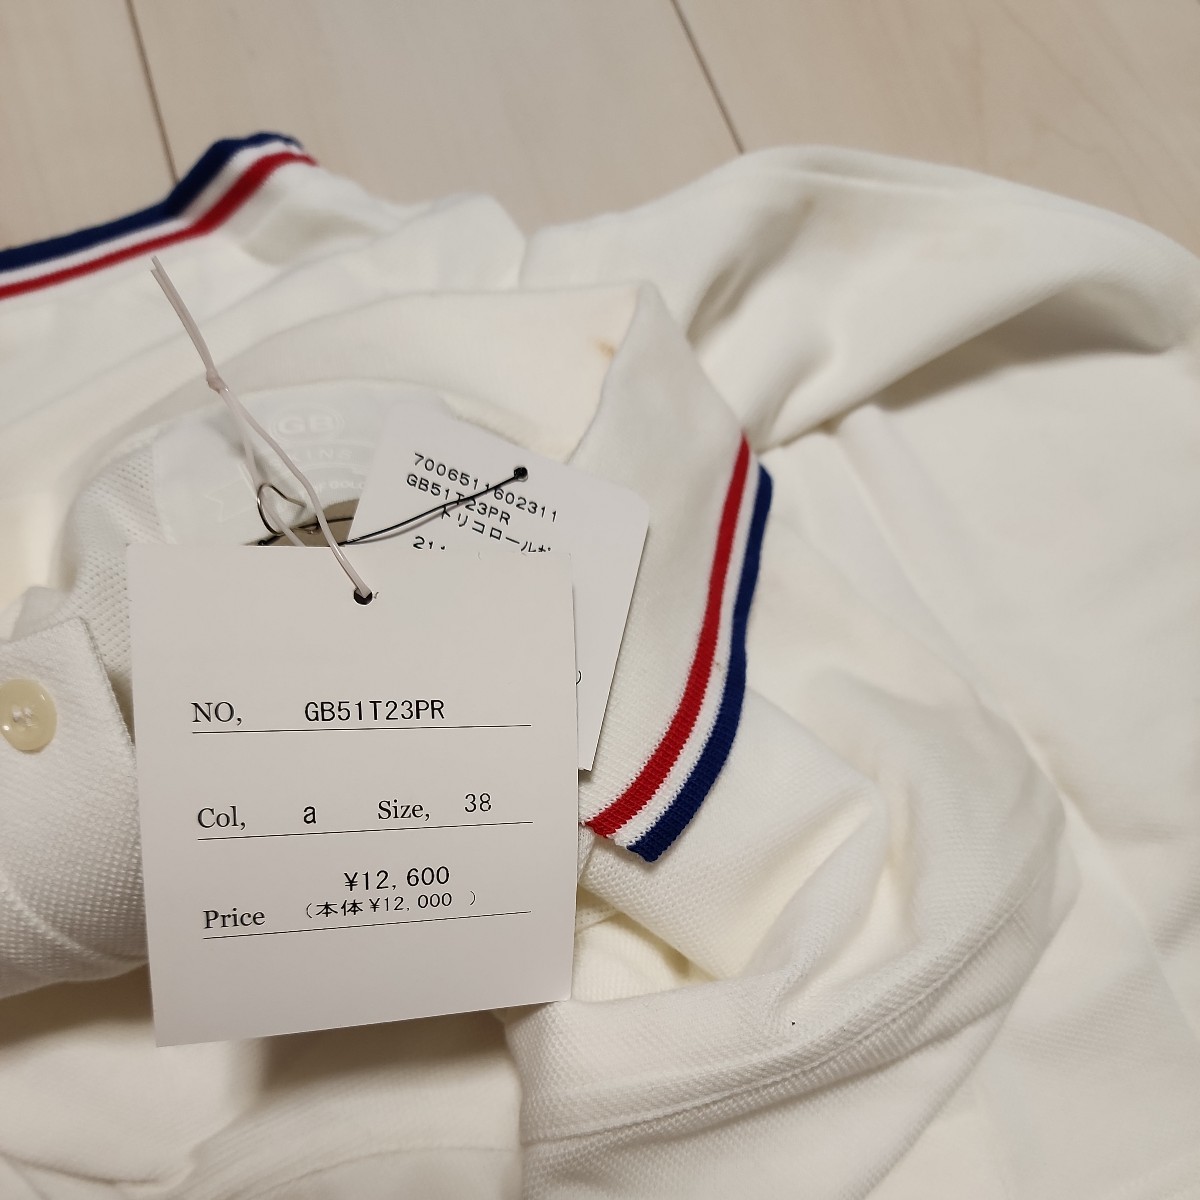 GB
7006511602311
GB51T23PR
トリコロール
NO, GB51T23PR
Col, a Size, 38
¥12,600
Price (本体¥12,000 )